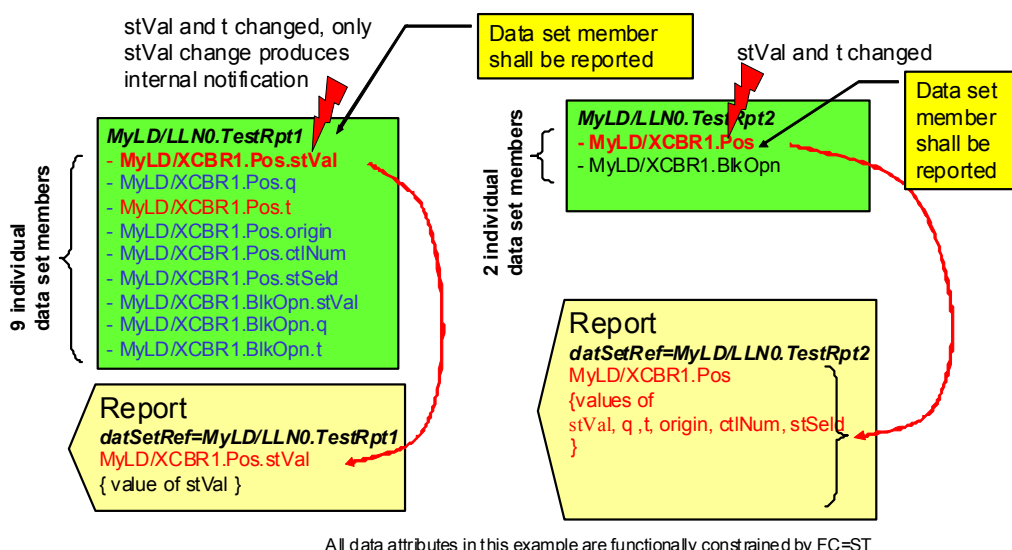 stVal and t changed, only
stVal change produces
internal notification
Data set member
shall be reported
MyLD/LLN0.TestRpt1
- MyLD/XCBR1.Pos.stVal
- MyLD/XCBR1.Pos.q
- MyLD/XCBR1.Pos.t
- MyLD/XCBR1.Pos.origin
- MyLD/XCBR1.Pos.ctlNum
- MyLD/XCBR1.Pos.stSeld
- MyLD/XCBR1.BlkOpn.stVal
- MyLD/XCBR1.BlkOpn.q
- MyLD/XCBR1.BlkOpn.t
9 individual
data set members
Report
datSetRef=MyLD/LLN0.TestRpt1
MyLD/XCBR1.Pos.stVal
{ value of stVal }
stVal and t changed
Data set
member
shall be
reported
MyLD/LLN0.TestRpt2
- MyLD/XCBR1.Pos
- MyLD/XCBR1.BlkOpn
2 individual
data set members
Report
datSetRef=MyLD/LLN0.TestRpt2
MyLD/XCBR1.Pos
{values of
stVal, q ,t, origin, ctlNum, stSeld
}
All data attributes in this example are functionally constrained by FC=ST